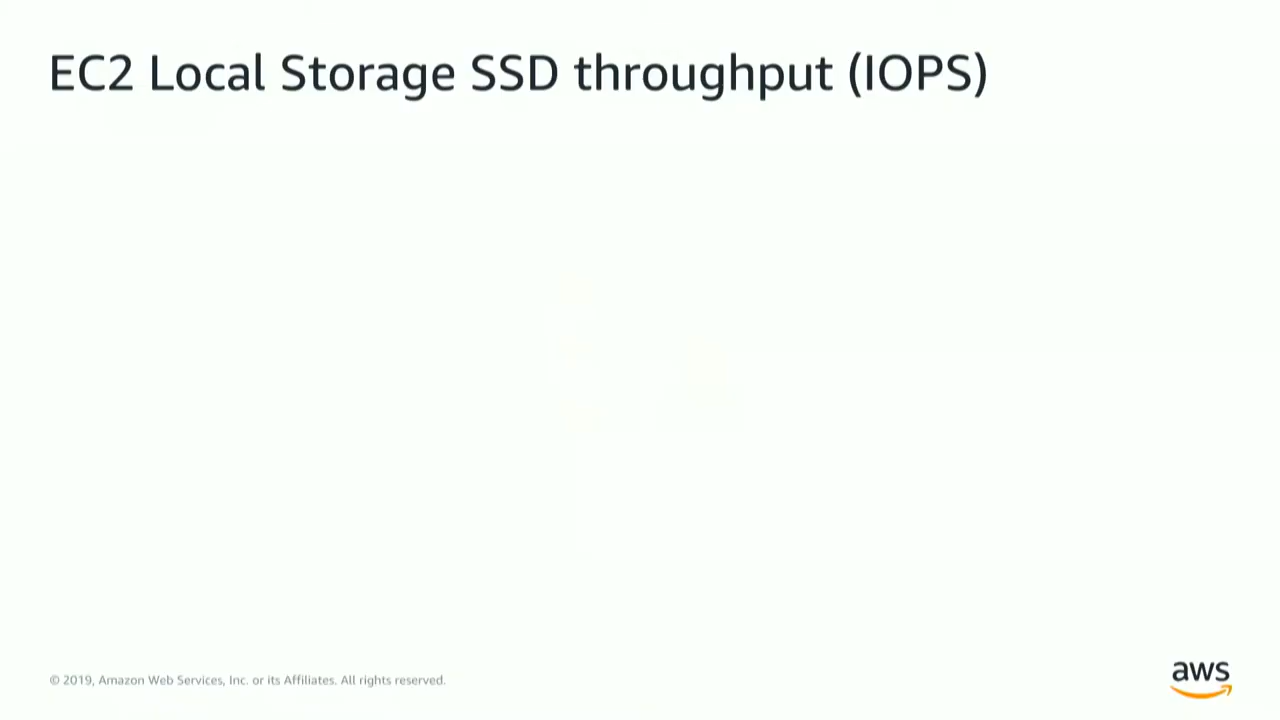 EC2 Local Storage SSD throughput (IOPS)
© 2019, Amazon Web Services, Inc. or its Affiliates. All rights reserved.
aws